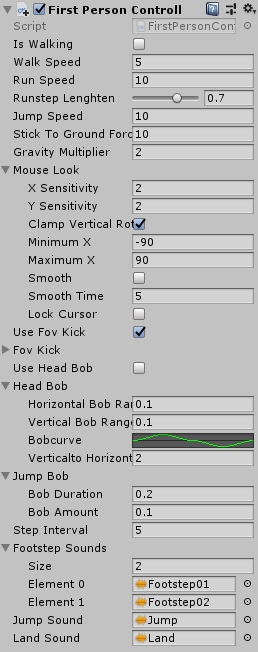 First Person Controll
Script FirstPersonCont
Is Walking
Walk Speed 5
Run Speed 10
Runstep Lenghten 0.7
Jump Speed 10
Stick To Ground Forc 10
Gravity Multiplier 2
Mouse Look
X Sensitivity 2
Y Sensitivity 2
Clamp Vertical Rot
Minimum X -90
Maximum X 90
Smooth
Smooth Time 5
Lock Cursor
Use Fov Kick
Fov Kick
Use Head Bob
Head Bob
Horizontal Bob Ran 0.1
Vertical Bob Range 0.1
Bobcurve
Verticalto Horizont 2
Jump Bob
Bob Duration 0.2
Bob Amount 0.1
Step Interval 5
Footstep Sounds
Size 2
Element 0 Footstep01
Element 1 Footstep02
Jump Sound Jump
Land Sound Land